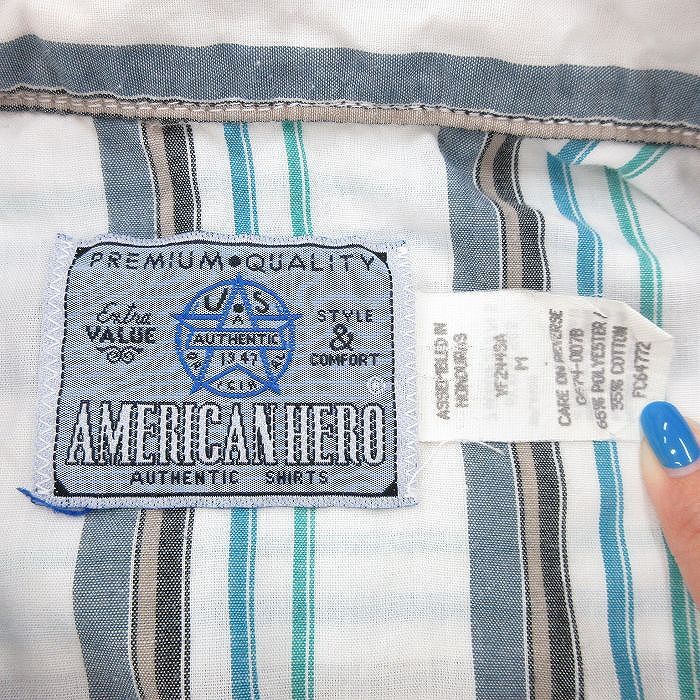 PREMIUM•QUALITY
Extra
VALUE
U.S
A
AUTHENTIC
1947
STYLE
&
COMFORT
®
AMERICAN HERO
AUTHENTIC SHIRTS
ASSEMBLED IN
HONDURAS
M
CARE ON REVERSE
65% POLYESTER /
35% COTTON
FC64772